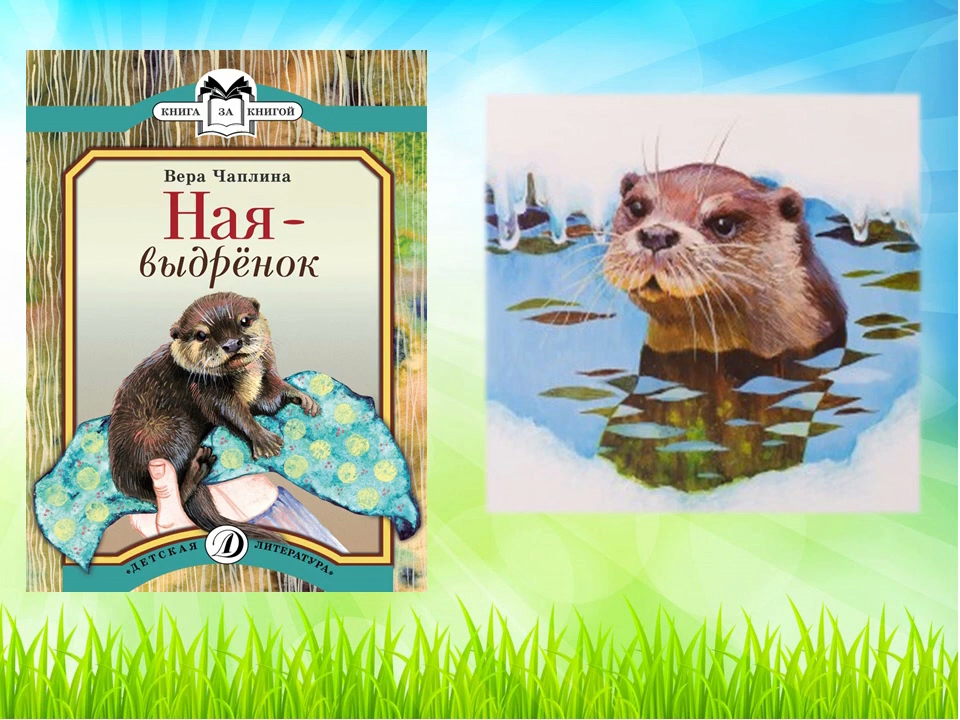 КНИГА ЗА КНИГОЙ
Вера Чаплина
Ная-
выдрёнок
«ДЕТСКАЯ Д ЛИТЕРАТУРА»